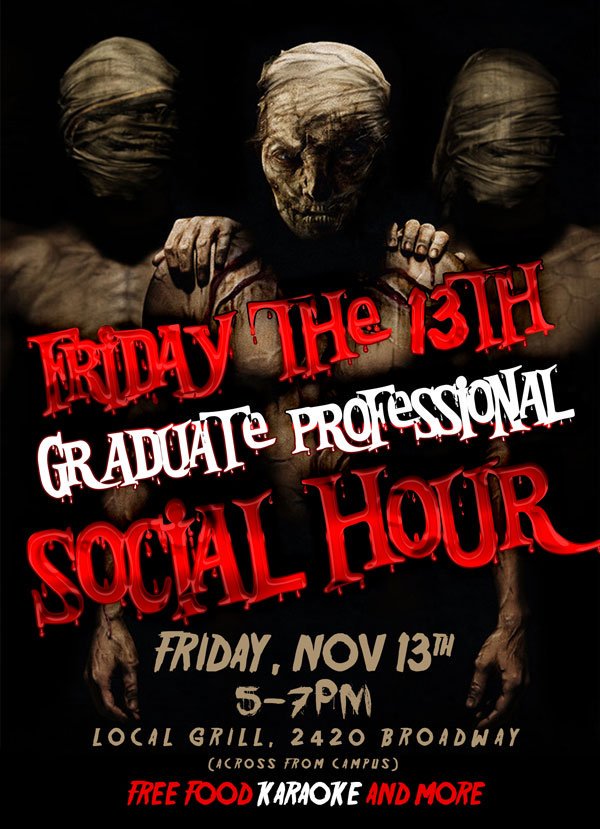 FRIDAY THe 13TH
GRADUATe PROFeSSIONAL
SOCIAL HOUR
FRIDAY, NOV 13TH
5-7PM
LOCAL GRILL, 2420 BROADWAY
(ACROSS FROM CAMPUS)
FREE FOOD KARAOKE AND MORE